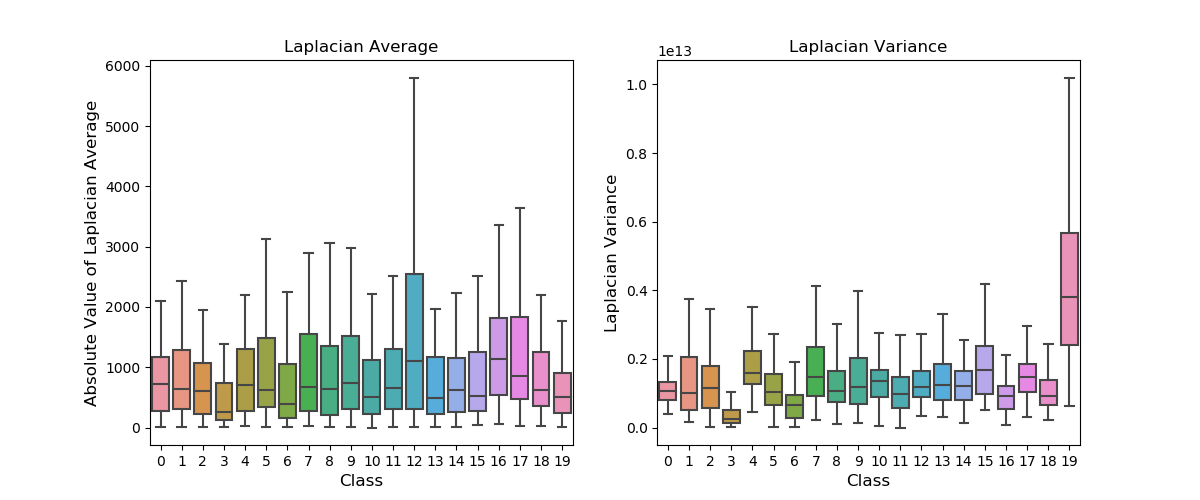 Laplacian Average
Absolute Value of Laplacian Average
6000
5000
4000
3000
2000
1000
0
0 1 2 3 4 5 6 7 8 9 10 11 12 13 14 15 16 17 18 19
Class
Laplacian Variance
1e13
Laplacian Variance
1.0
0.8
0.6
0.4
0.2
0.0
0 1 2 3 4 5 6 7 8 9 10 11 12 13 14 15 16 17 18 19
Class